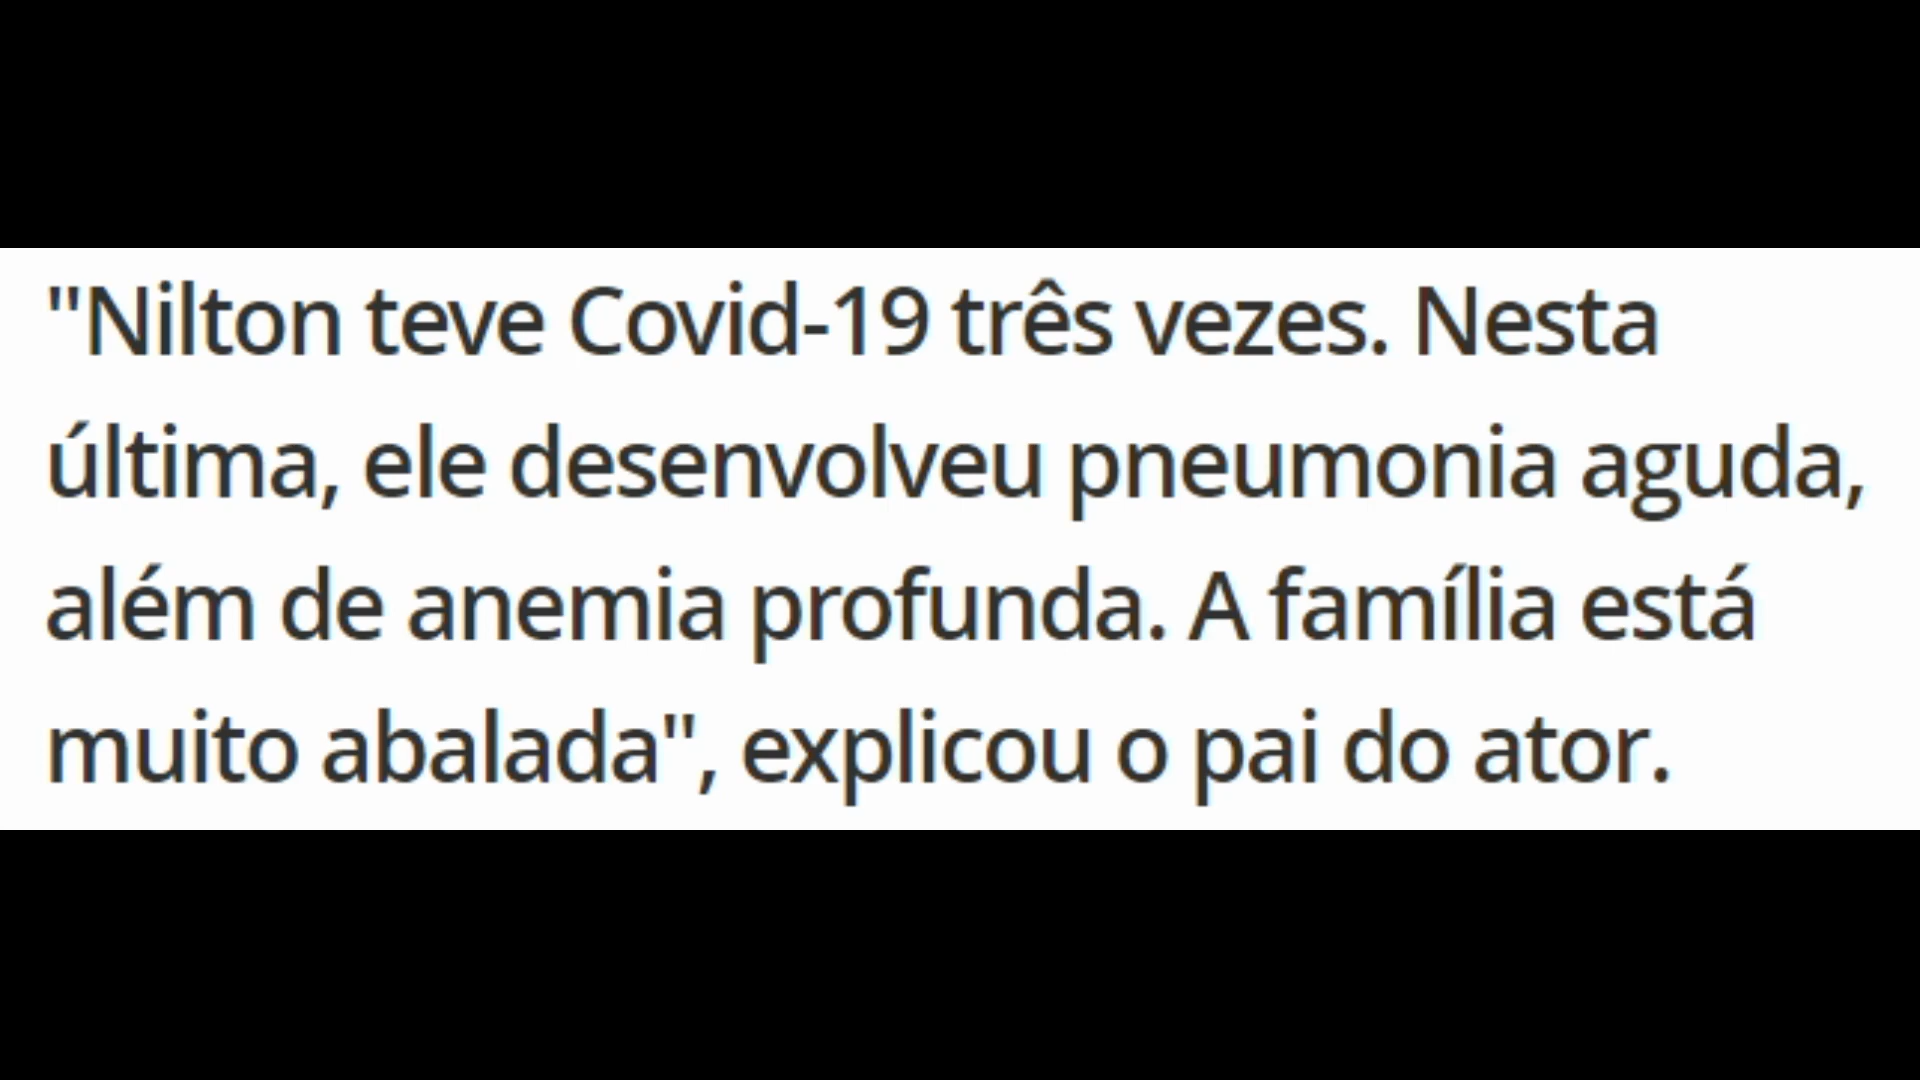 "Nilton teve Covid-19 três vezes. Nesta
última, ele desenvolveu pneumonia aguda,
além de anemia profunda. A família está
muito abalada", explicou o pai do ator.